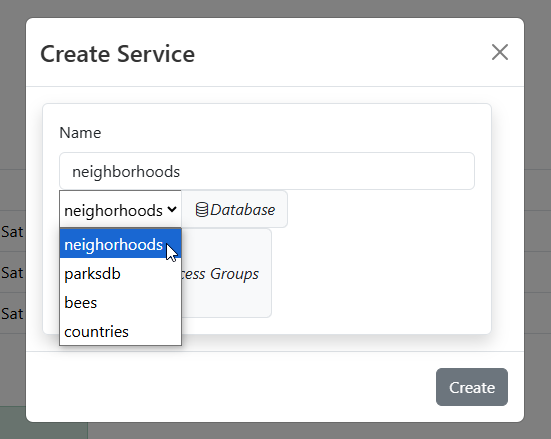 Create Service
Name
neighborhoods
neighorhoods Database
neighorhoods
parksdb
cess Groups
bees
countries
Sat
Sat
Sat
Create